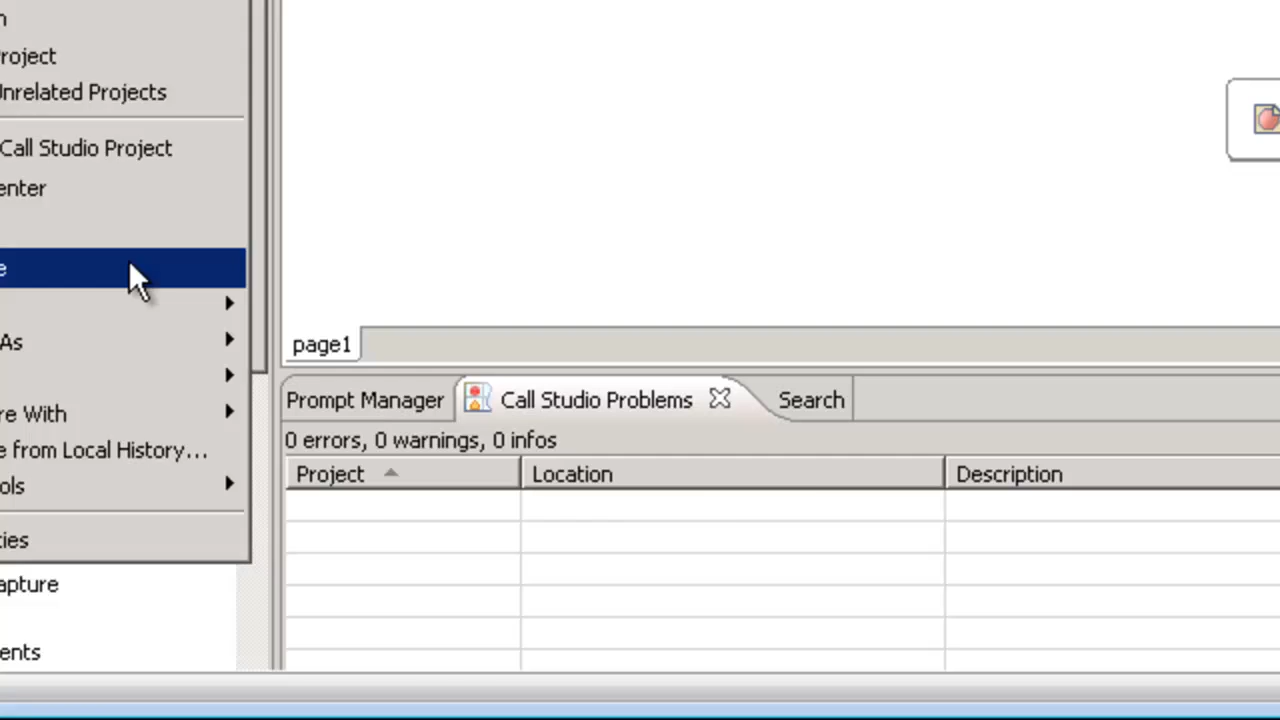 roject
Unrelated Projects
Call Studio Project
enter
e
As
re With
e from Local History...
ols
ties
apture
ents
page1
Prompt Manager
Call Studio Problems
Search
0 errors, 0 warnings, 0 infos
Project
Location
Description